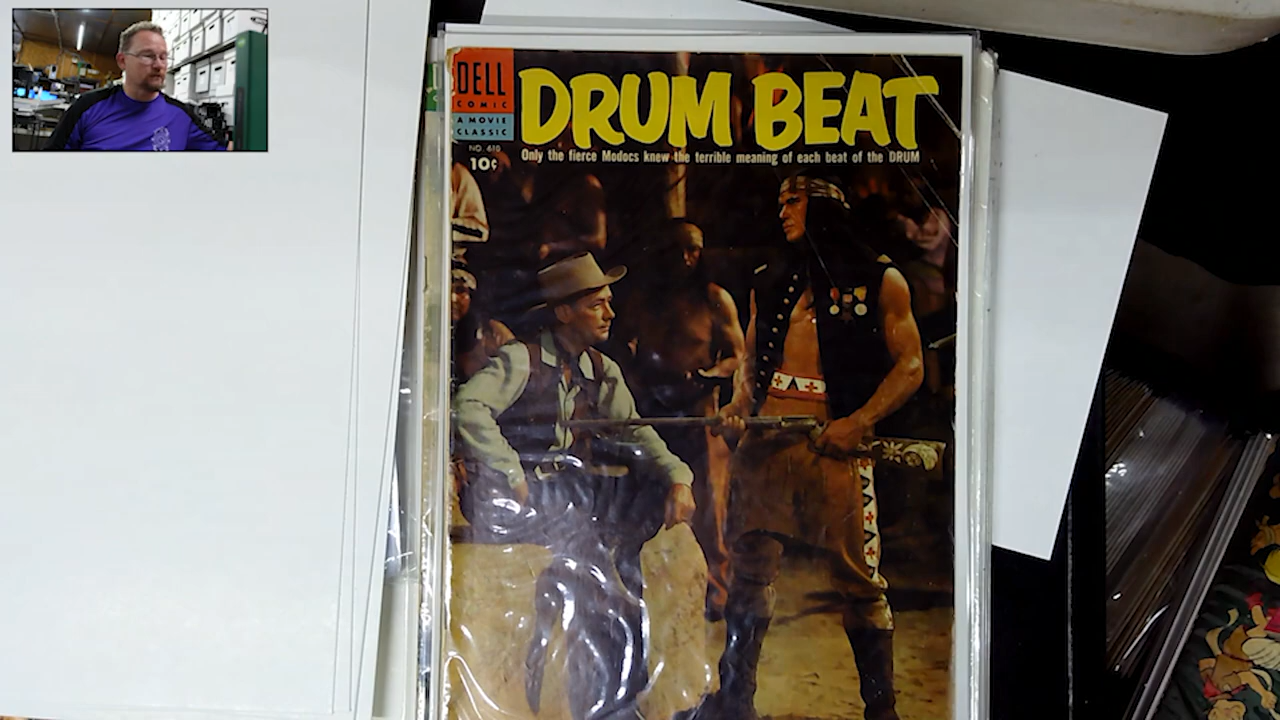 DELL
COMIC
A MOVIE
CLASSIC
NO. 610
10¢
DRUM BEAT
Only the fierce Modocs knew the terrible meaning of each beat of the DRUM